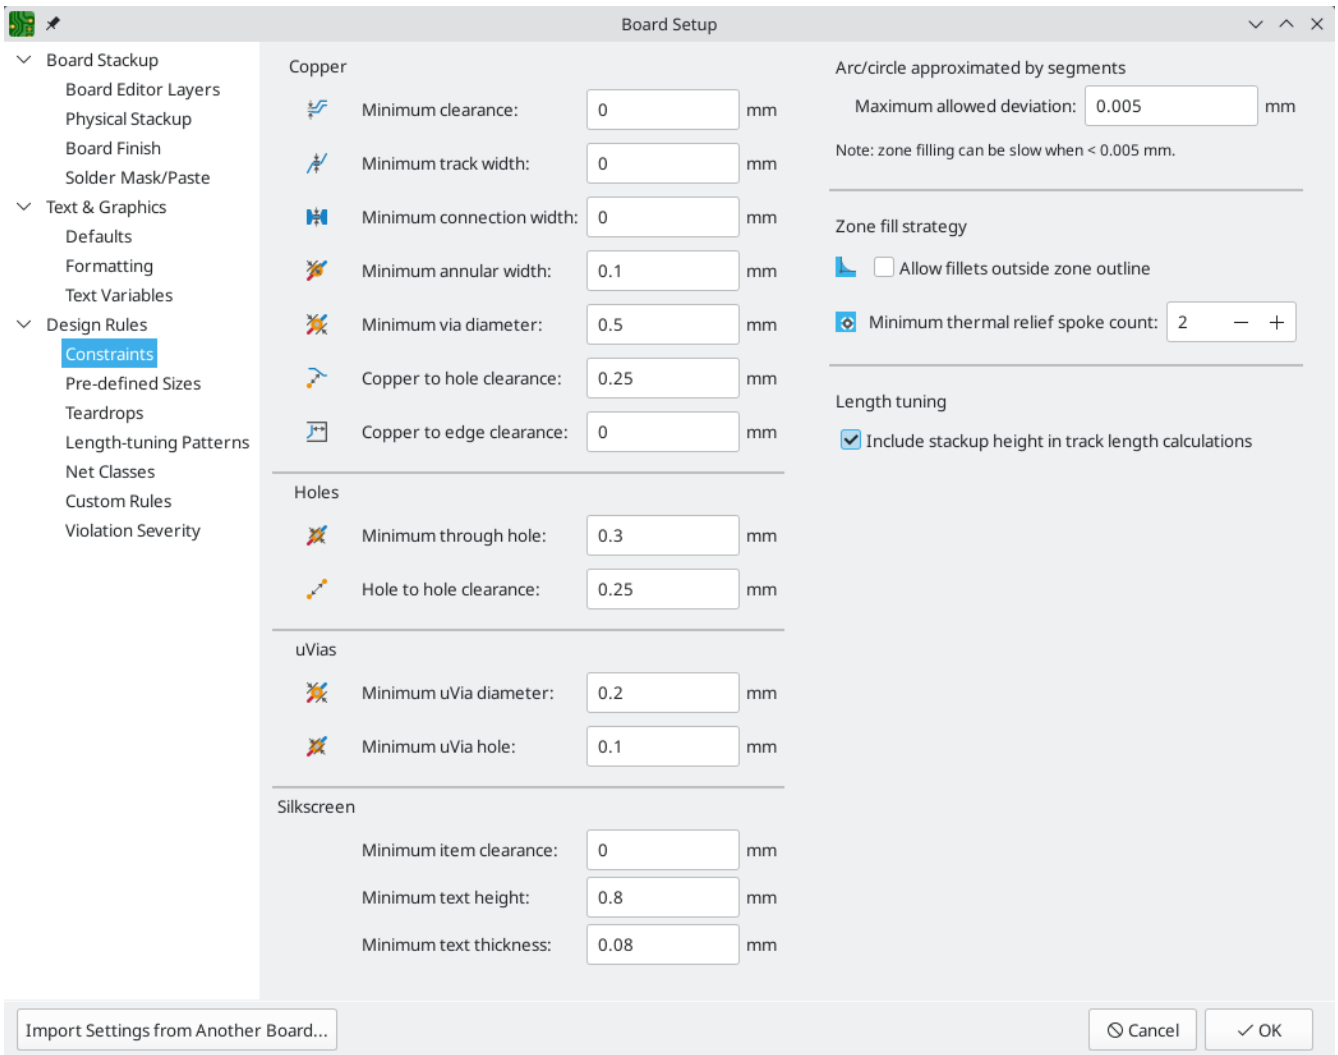 Board Setup
Board Stackup
Board Editor Layers
Physical Stackup
Board Finish
Solder Mask/Paste
Text & Graphics
Defaults
Formatting
Text Variables
Design Rules
Constraints
Pre-defined Sizes
Teardrops
Length-tuning Patterns
Net Classes
Custom Rules
Violation Severity
Copper
Minimum clearance: 0 mm
Minimum track width: 0 mm
Minimum connection width: 0 mm
Minimum annular width: 0.1 mm
Minimum via diameter: 0.5 mm
Copper to hole clearance: 0.25 mm
Copper to edge clearance: 0 mm
Holes
Minimum through hole: 0.3 mm
Hole to hole clearance: 0.25 mm
uVias
Minimum uVia diameter: 0.2 mm
Minimum uVia hole: 0.1 mm
Silkscreen
Minimum item clearance: 0 mm
Minimum text height: 0.8 mm
Minimum text thickness: 0.08 mm
Arc/circle approximated by segments
Maximum allowed deviation: 0.005 mm
Note: zone filling can be slow when < 0.005 mm.
Zone fill strategy
Allow fillets outside zone outline
Minimum thermal relief spoke count: 2
Length tuning
Include stackup height in track length calculations
Import Settings from Another Board...
Cancel
OK